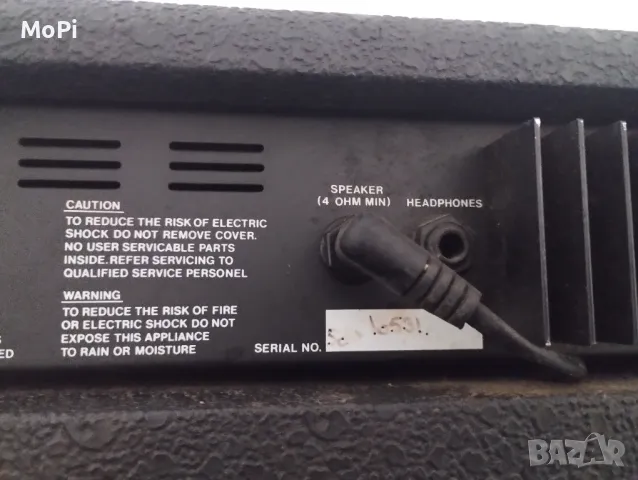 MoPi
CAUTION
TO REDUCE THE RISK OF ELECTRIC
SHOCK DO NOT REMOVE COVER.
NO USER SERVICABLE PARTS
INSIDE.REFER SERVICING TO
QUALIFIED SERVICE PERSONEL
WARNING
TO REDUCE THE RISK OF FIRE
OR ELECTRIC SHOCK DO NOT
EXPOSE THIS APPLIANCE
TO RAIN OR MOISTURE
SPEAKER
(4 OHM MIN)
HEADPHONES
SERIAL NO.
BAZAR